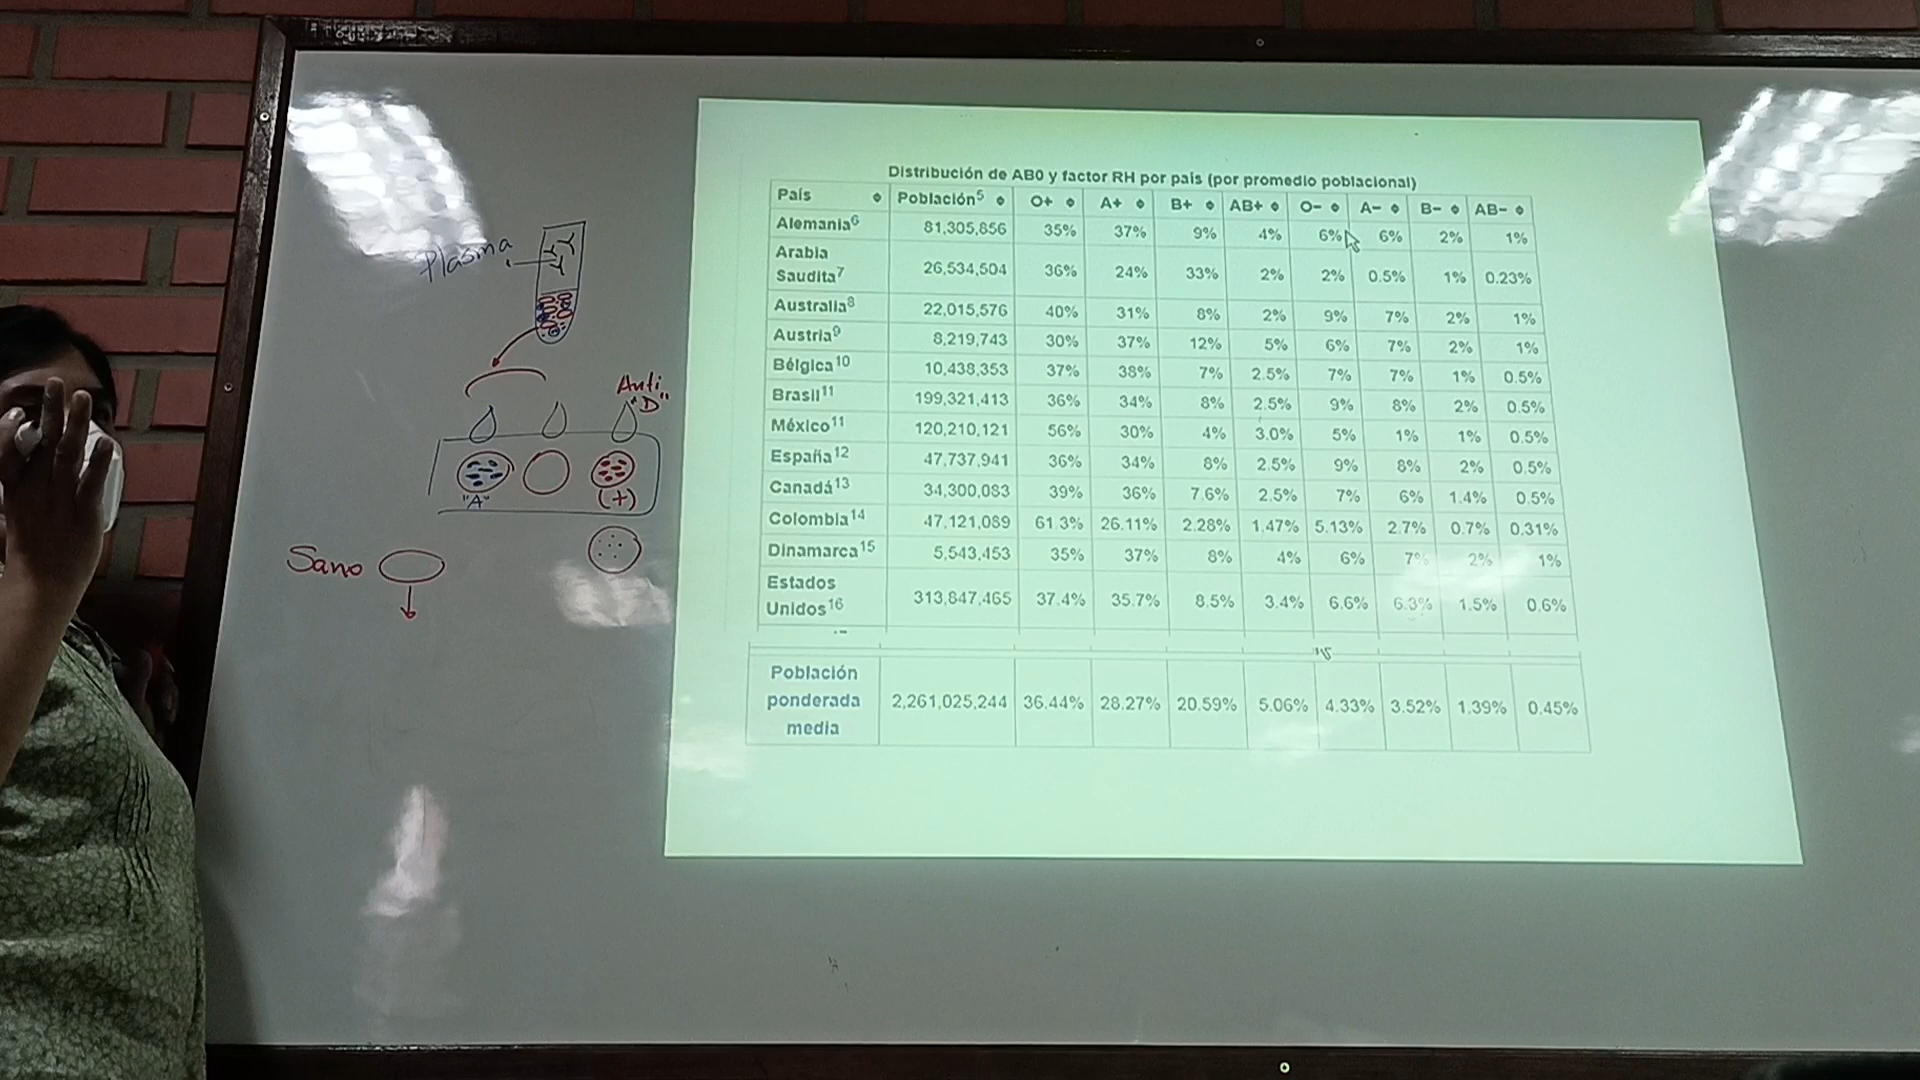 Distribución de AB0 y factor RH por país (por promedio poblacional)
País Población5 O+ A+ B+ AB+ O− A− B− AB−
Alemania6 81,305,856 35% 37% 9% 4% 6% 6% 2% 1%
Arabia
Saudita7 26,534,504 36% 24% 33% 2% 2% 0.5% 1% 0.23%
Australia8 22,015,576 40% 31% 8% 2% 9% 7% 2% 1%
Austria9 8,219,743 30% 37% 12% 5% 6% 7% 2% 1%
Bélgica10 10,438,353 37% 38% 7% 2.5% 7% 7% 1% 0.5%
Brasil11 199,321,413 36% 34% 8% 2.5% 9% 8% 2% 0.5%
México11 120,210,121 56% 30% 4% 3.0% 5% 1% 1% 0.5%
España12 47,737,941 36% 34% 8% 2.5% 9% 8% 2% 0.5%
Canadá13 34,300,083 39% 36% 7.6% 2.5% 7% 6% 1.4% 0.5%
Colombia14 47,121,089 61.3% 26.11% 2.28% 1.47% 5.13% 2.7% 0.7% 0.31%
Dinamarca15 5,543,453 35% 37% 8% 4% 6% 7% 2% 1%
Estados
Unidos16 313,847,465 37.4% 35.7% 8.5% 3.4% 6.6% 6.3% 1.5% 0.6%
Población
ponderada 2,261,025,244 36.44% 28.27% 20.59% 5.06% 4.33% 3.52% 1.39% 0.45%
media
Plasma
Anti
"D"
"A" (+)
Sano